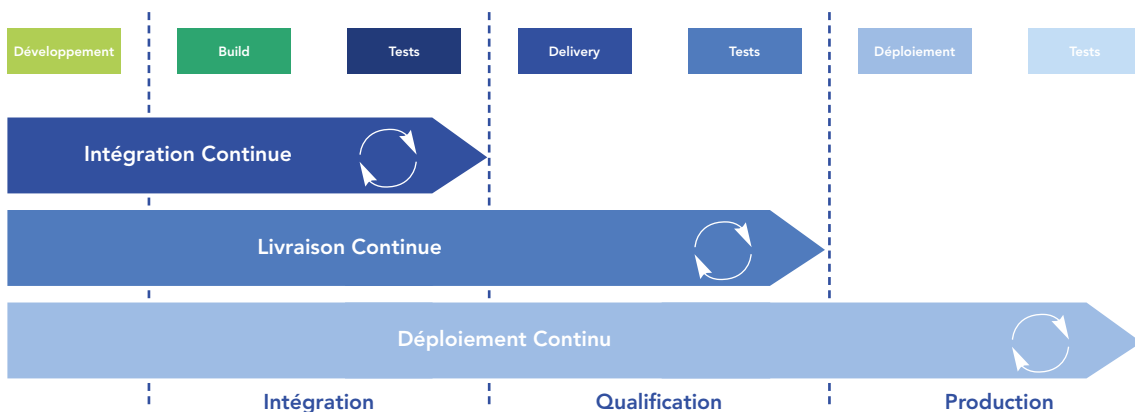 Développement
Build
Tests
Delivery
Tests
Déploiement
Tests
Intégration Continue
Livraison Continue
Déploiement Continu
Intégration
Qualification
Production